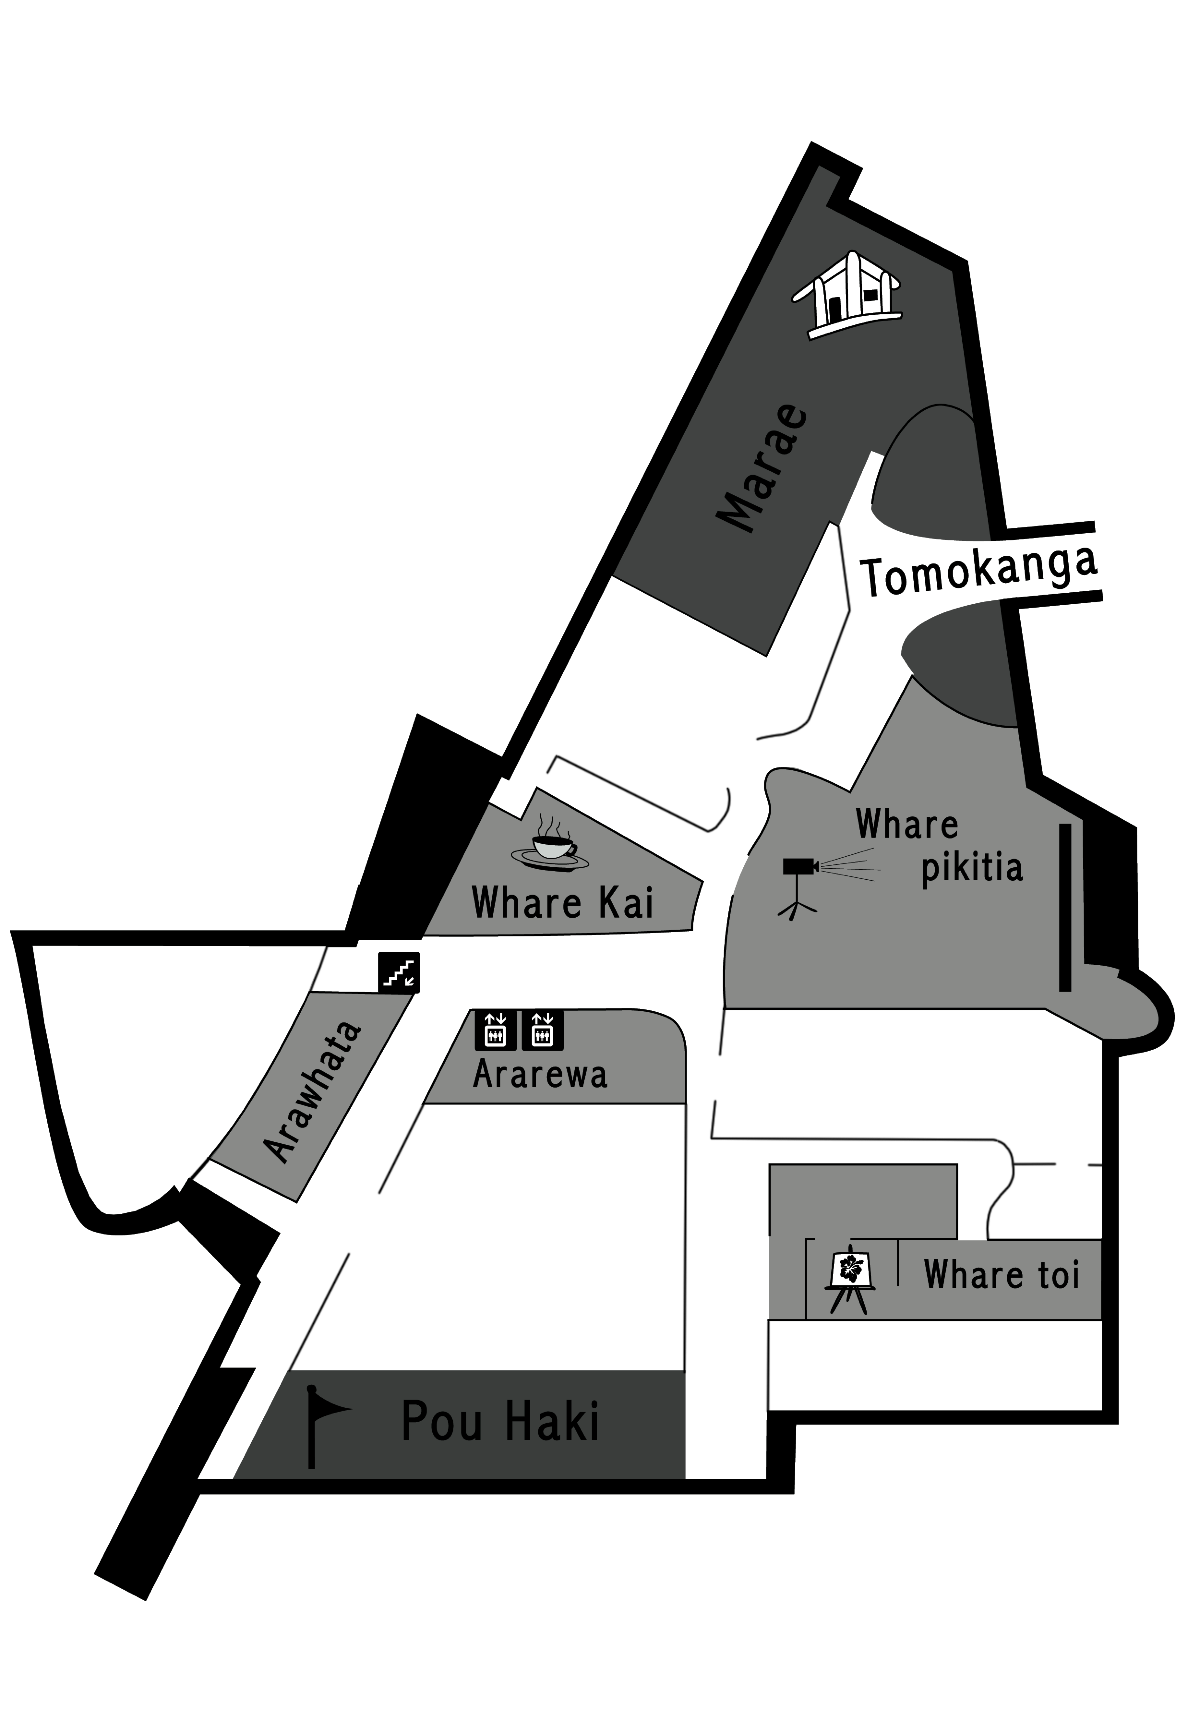 Marae
Tomokanga
Whare
pikitia
Whare Kai
Arawhata
Ararewa
Whare toi
Pou Haki